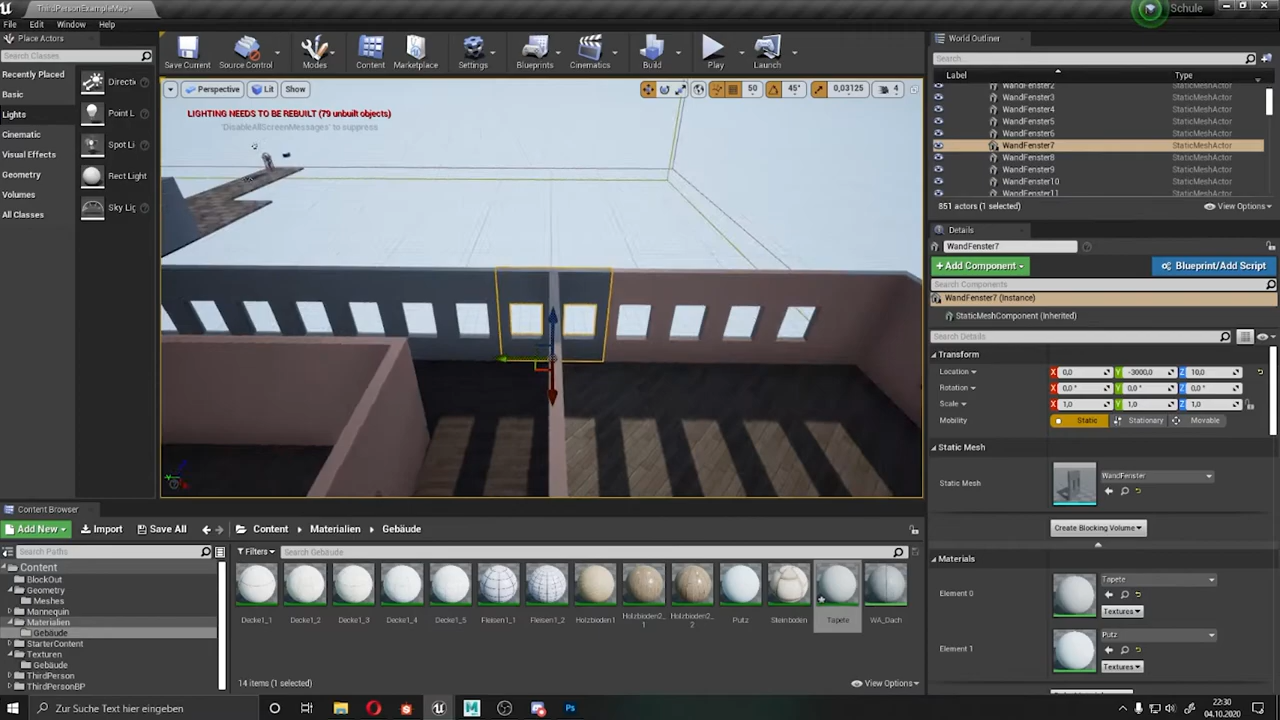 ThirdPersonExampleMap*
Schule
File Edit Window Help
Place Actors
Search Classes
Recently Placed
Basic
Lights
Cinematic
Visual Effects
Geometry
Volumes
All Classes
Directi
Point L
Spot Li
Rect Light
Sky Lig
Save Current
Source Control
Modes
Content
Marketplace
Settings
Blueprints
Cinematics
Build
Play
Launch
Perspective
Lit
Show
50
45°
0,03125
4
LIGHTING NEEDS TO BE REBUILT (79 unbuilt objects)
'DisableAllScreenMessages' to suppress
World Outliner
Search...
Label Type
WandFenster2 StaticMeshActor
WandFenster3 StaticMeshActor
WandFenster4 StaticMeshActor
WandFenster5 StaticMeshActor
WandFenster6 StaticMeshActor
WandFenster7 StaticMeshActor
WandFenster8 StaticMeshActor
WandFenster9 StaticMeshActor
WandFenster10 StaticMeshActor
WandFenster11 StaticMeshActor
851 actors (1 selected)
View Options
Details
WandFenster7
+ Add Component
Blueprint/Add Script
Search Components
WandFenster7 (Instance)
StaticMeshComponent (Inherited)
Search Details
Transform
Location X 0,0 Y -3000,0 Z 10,0
Rotation X 0,0 ° Y 0,0 ° Z 0,0 °
Scale X 1,0 Y 1,0 Z 1,0
Mobility Static Stationary Movable
Static Mesh
Static Mesh WandFenster
Create Blocking Volume
Materials
Element 0 Tapete
Textures
Element 1 Putz
Textures
Content Browser
Add New Import Save All Content Materialien Gebäude
Search Paths
Filters
Search Gebäude
Content
BlockOut
Geometry
Meshes
Mannequin
Materialien
Gebäude
StarterContent
Texturen
Gebäude
ThirdPerson
ThirdPersonBP
Decke1_1
Decke1_2
Decke1_3
Decke1_4
Decke1_5
Fleisen1_1
Fleisen1_2
Holzboden1
Holzboden2_1
Holzboden2_2
Putz
Steinboden
Tapete
WA_Dach
14 items (1 selected)
View Options
Zur Suche hier eingeben
22:30
04.10.2020